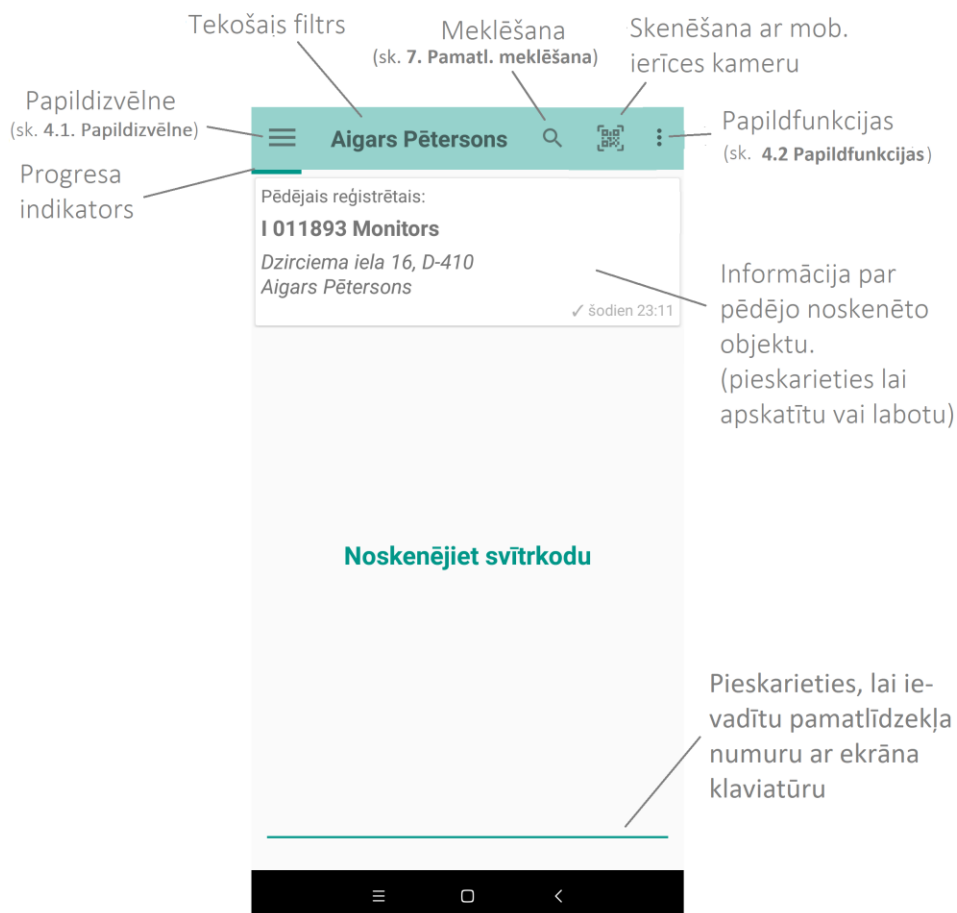 Tekošais filtrs
Meklēšana
(sk. 7. Pamatl. meklēšana)
Skenēšana ar mob.
ierīces kameru
Papildizvēlne
(sk. 4.1. Papildizvēlne)
Aigars Pētersons
Papildfunkcijas
(sk. 4.2 Papildfunkcijas)
Progresa
indikators
Pēdējais reģistrētais:
I 011893 Monitors
Dzirciema iela 16, D-410
Aigars Pētersons
✓ šodien 23:11
Informācija par
pēdējo noskenēto
objektu.
(pieskarieties lai
apskatītu vai labotu)
Noskenējiet svītrkodu
Pieskarieties, lai ie-
vadītu pamatlīdzekļa
numuru ar ekrāna
klaviatūru